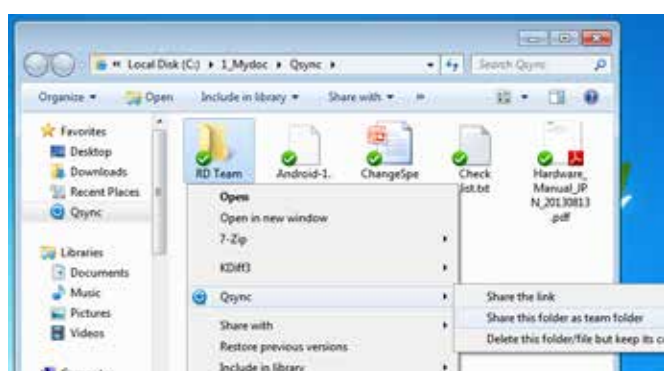 Local Disk (C:) ▸ 1_Mydoc ▸ Qsync ▸
Search Qsync
Organize
Open
Include in library
Share with
»
Favorites
Desktop
Downloads
Recent Places
Qsync
Libraries
Documents
Music
Pictures
Videos
RD Team
Android-1.
ChangeSpe
Check
list.txt
Hardware_
Manual_JP
N_20130813
.pdf
Open
Open in new window
7-Zip
KDiff3
Qsync
Share with
Restore previous versions
Include in library
Share the link
Share this folder as team folder
Delete this folder/file but keep its